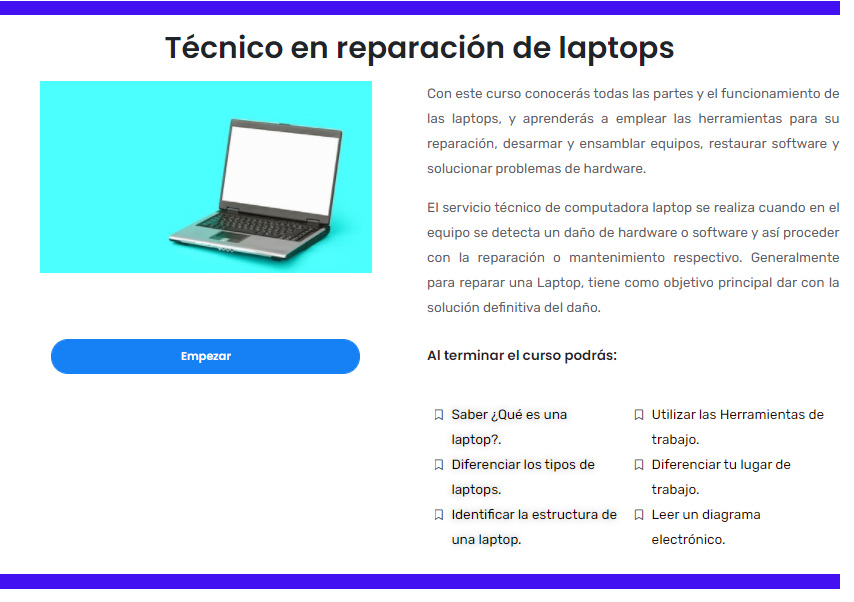 Técnico en reparación de laptops
Con este curso conocerás todas las partes y el funcionamiento de
las laptops, y aprenderás a emplear las herramientas para su
reparación, desarmar y ensamblar equipos, restaurar software y
solucionar problemas de hardware.
El servicio técnico de computadora laptop se realiza cuando en el
equipo se detecta un daño de hardware o software y así proceder
con la reparación o mantenimiento respectivo. Generalmente
para reparar una Laptop, tiene como objetivo principal dar con la
solución definitiva del daño.
Empezar
Al terminar el curso podrás:
Saber ¿Qué es una
laptop?.
Diferenciar los tipos de
laptops.
Identificar la estructura de
una laptop.
Utilizar las Herramientas de
trabajo.
Diferenciar tu lugar de
trabajo.
Leer un diagrama
electrónico.